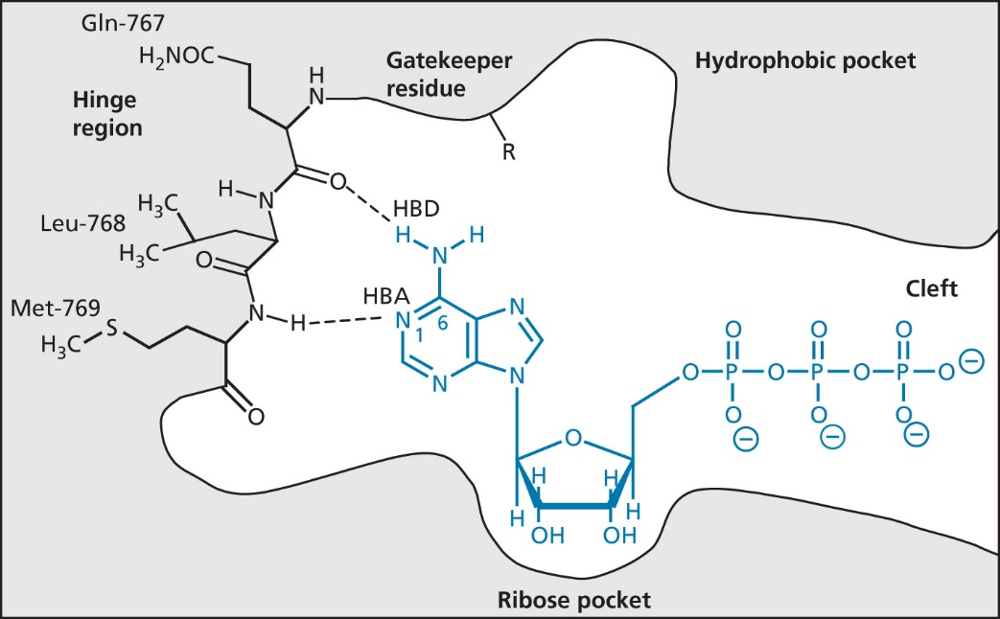 Gln-767
H₂NOC
Hinge
region
H
N
Gatekeeper
residue
R
Hydrophobic pocket
O
H
N
HBD
H₃C
Leu-768
H₃C
O
H
H
N
HBA
Met-769
S
H₃C
N
H
N
1
6
N
N
N
O
Cleft
O
O
O
O
P
O
P
O
P
O
−
O
O
O
−
−
−
O
H
H
H
H
OH
OH
Ribose pocket